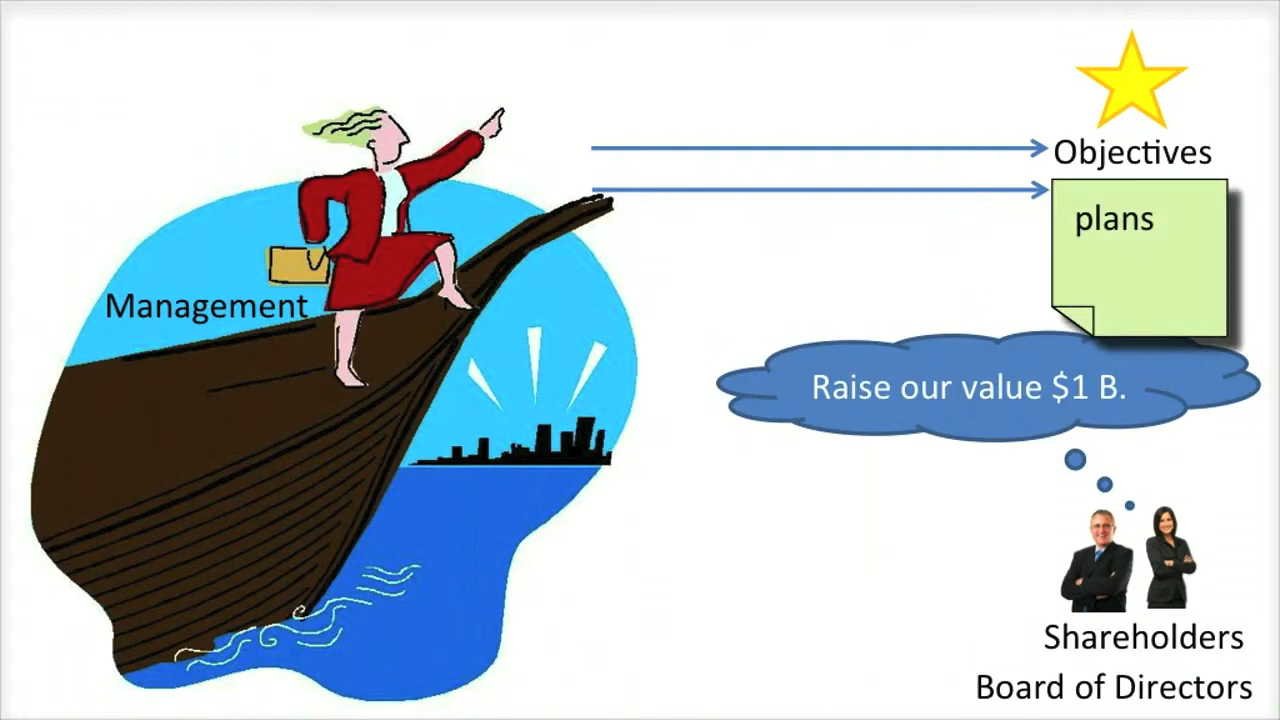 Objectives
plans
Management
Raise our value $1 B.
Shareholders
Board of Directors